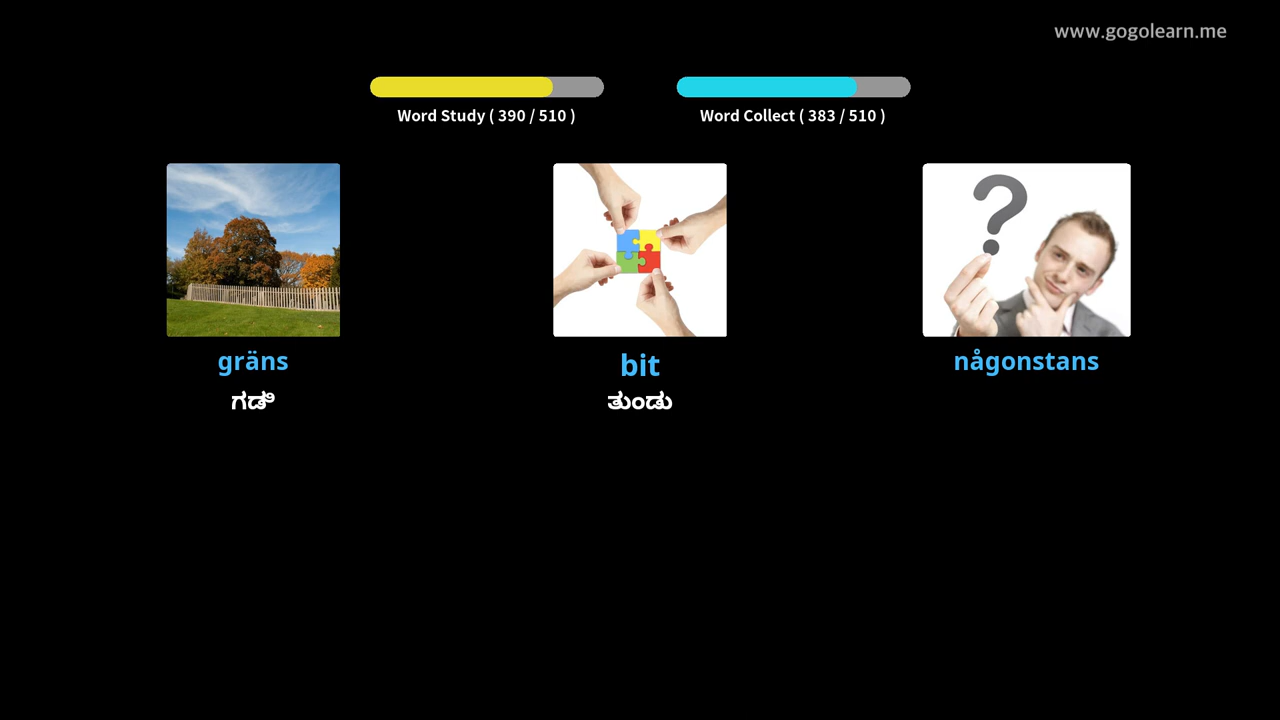 www.gogolearn.me
Word Study ( 390 / 510 )
Word Collect ( 383 / 510 )
gräns
bit
någonstans
ಗಡಿ
ತುಂಡು